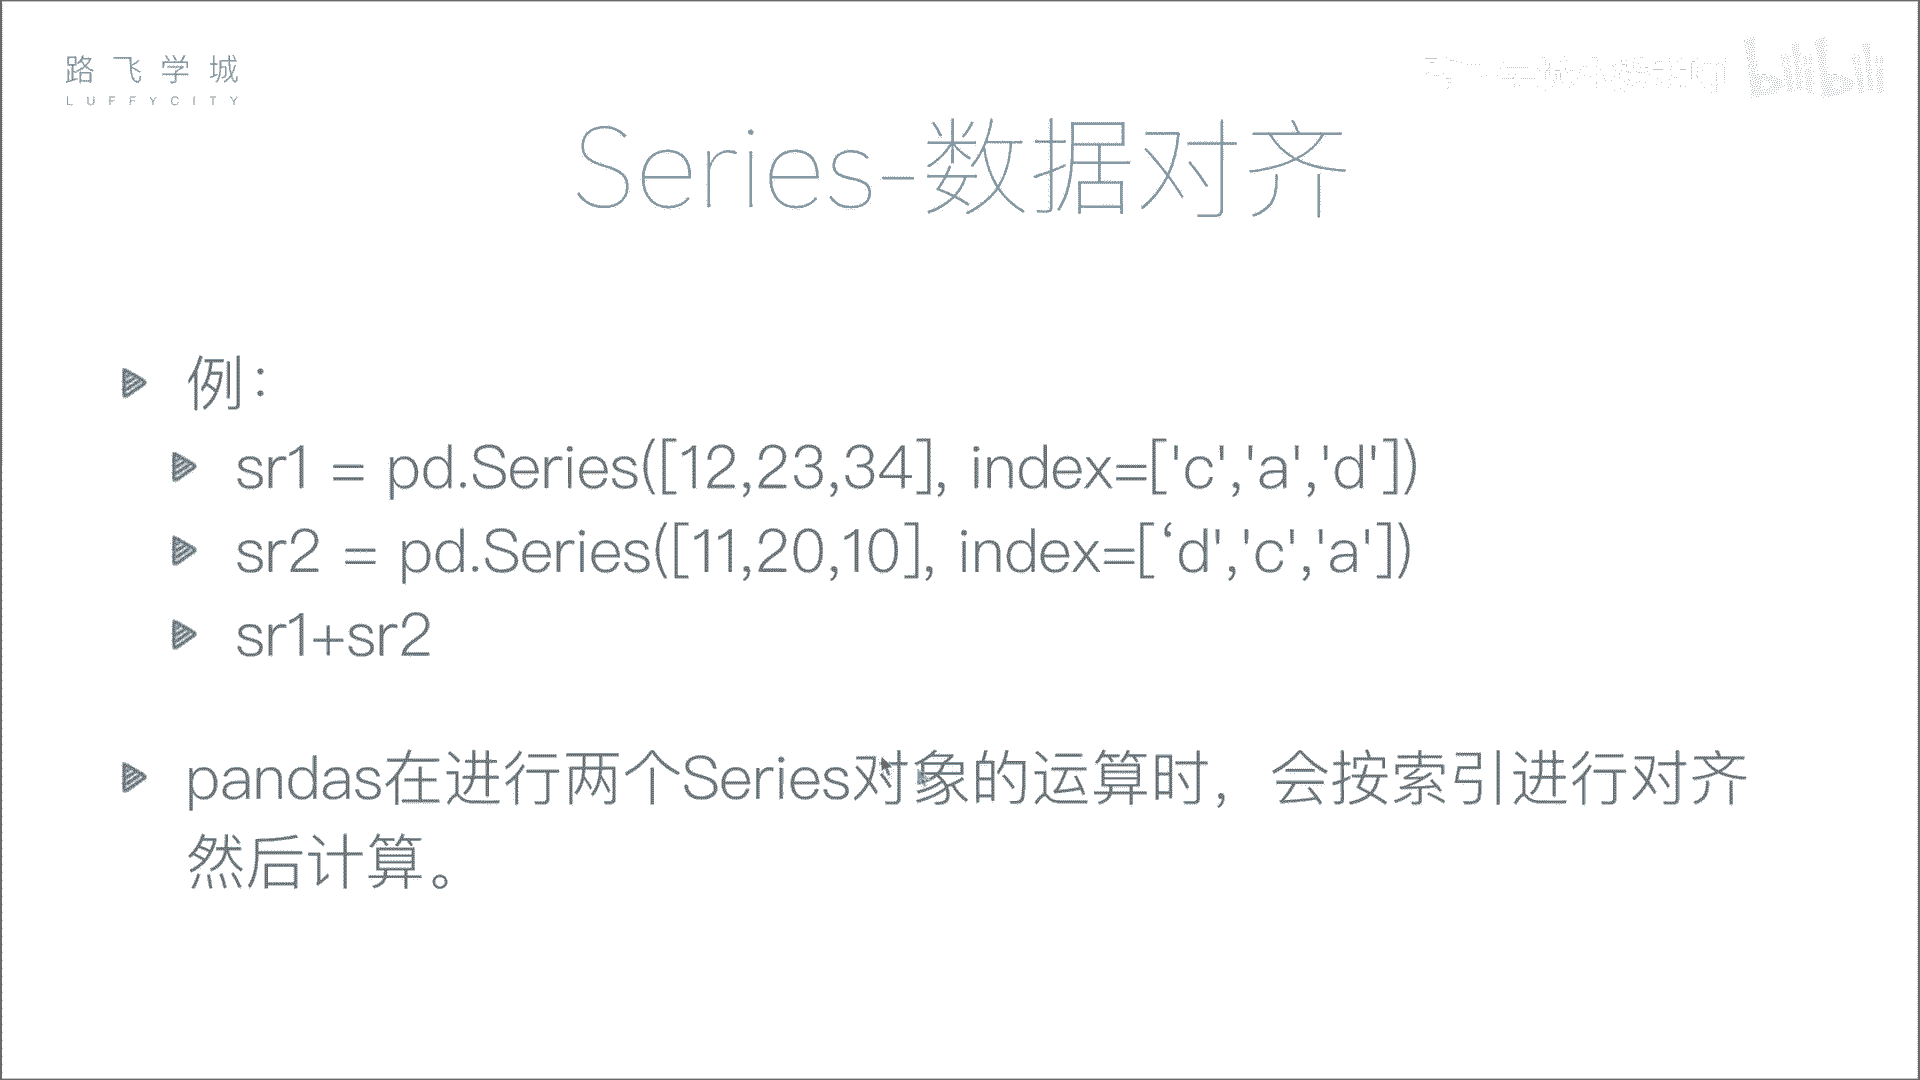 路飞学城
LUFFYCITY
bilibili
Series-数据对齐
例：
sr1 = pd.Series([12,23,34], index=['c','a','d'])
sr2 = pd.Series([11,20,10], index=[‘d','c','a'])
sr1+sr2
pandas在进行两个Series对象的运算时，会按索引进行对齐
然后计算。